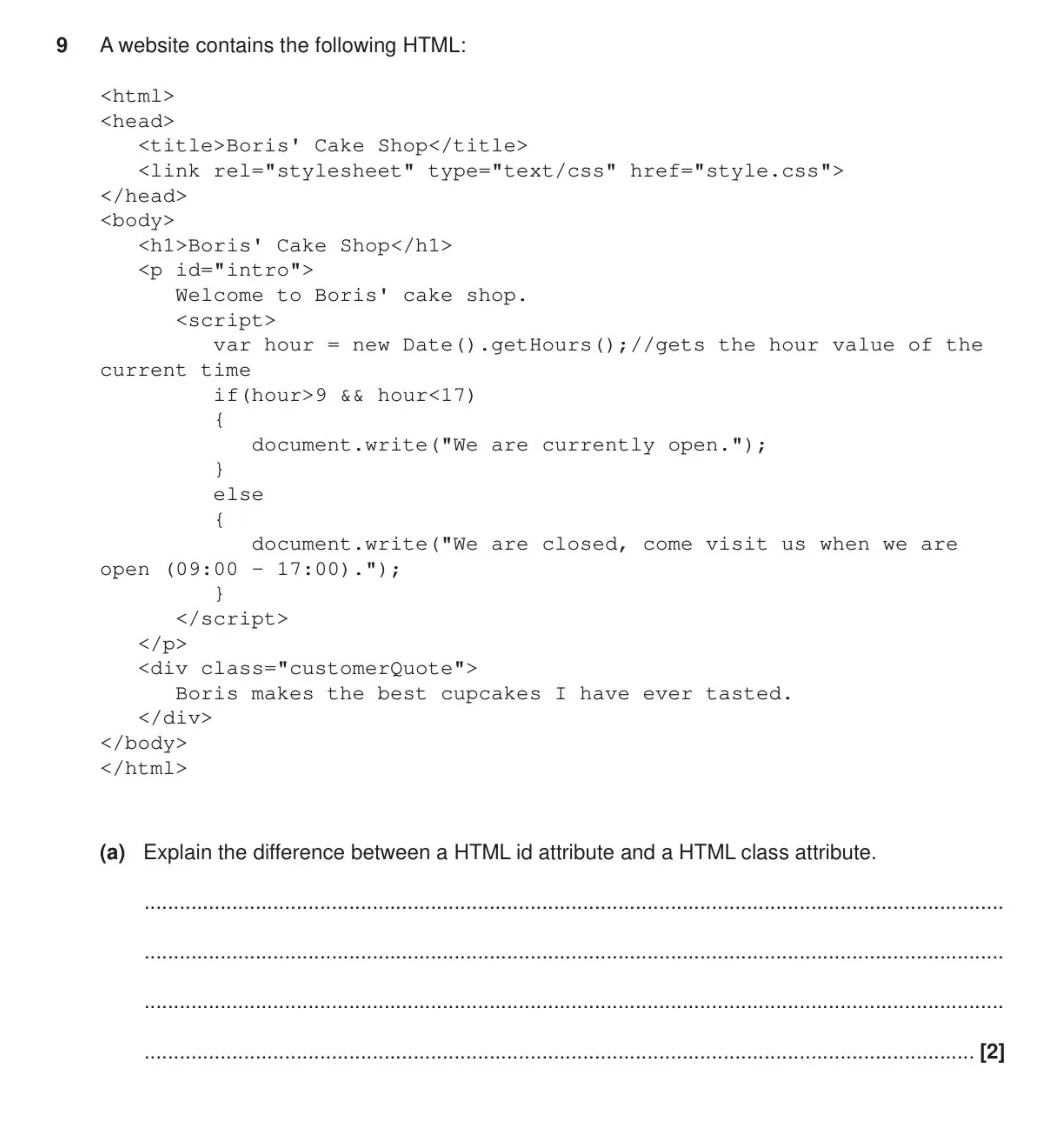 9 A website contains the following HTML:
<html>
<head>
<title>Boris' Cake Shop</title>
<link rel="stylesheet" type="text/css" href="style.css">
</head>
<body>
<h1>Boris' Cake Shop</h1>
<p id="intro">
Welcome to Boris' cake shop.
<script>
var hour = new Date().getHours();//gets the hour value of the
current time
if(hour>9 && hour<17)
{
document.write("We are currently open.");
}
else
{
document.write("We are closed, come visit us when we are
open (09:00 – 17:00).");
}
</script>
</p>
<div class="customerQuote">
Boris makes the best cupcakes I have ever tasted.
</div>
</body>
</html>
(a) Explain the difference between a HTML id attribute and a HTML class attribute.
[2]